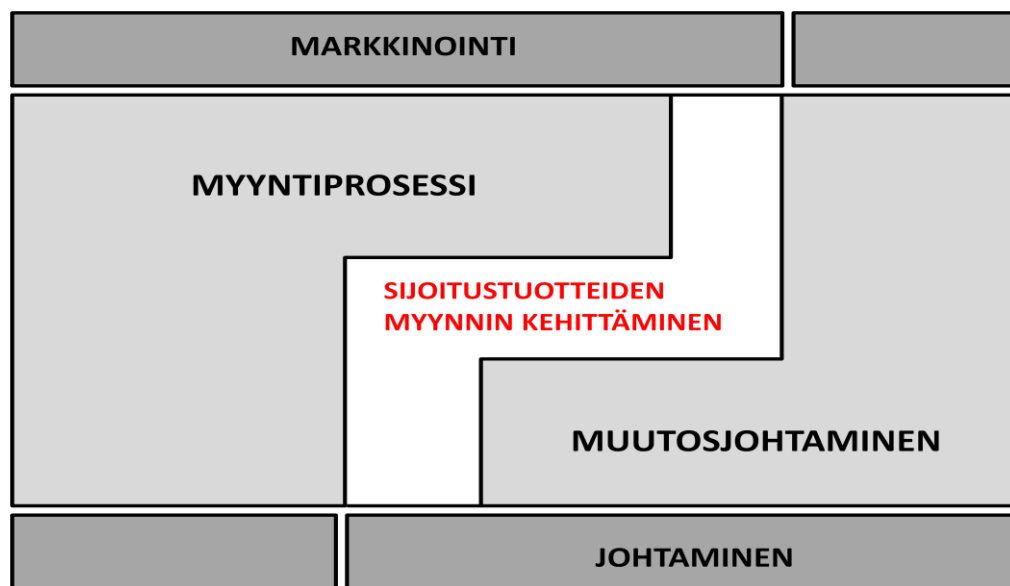 MARKKINOINTI
MYYNTIPROSESSI
SIJOITUSTUOTTEIDEN
MYYNNIN KEHITTÄMINEN
MUUTOSJOHTAMINEN
JOHTAMINEN